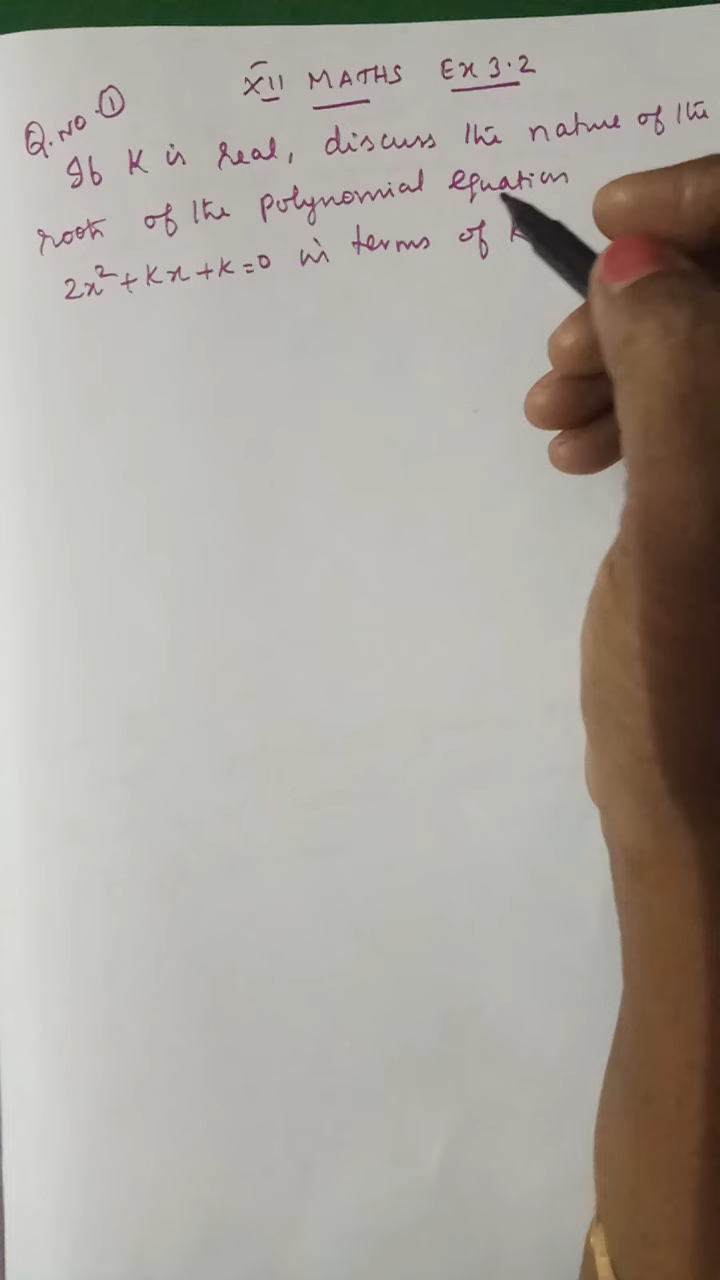 XII MATHS Ex 3.2
Q.NO. ①
If K is real, discuss the nature of the
roots of the polynomial equation
2x²+Kx+K=0 in terms of K